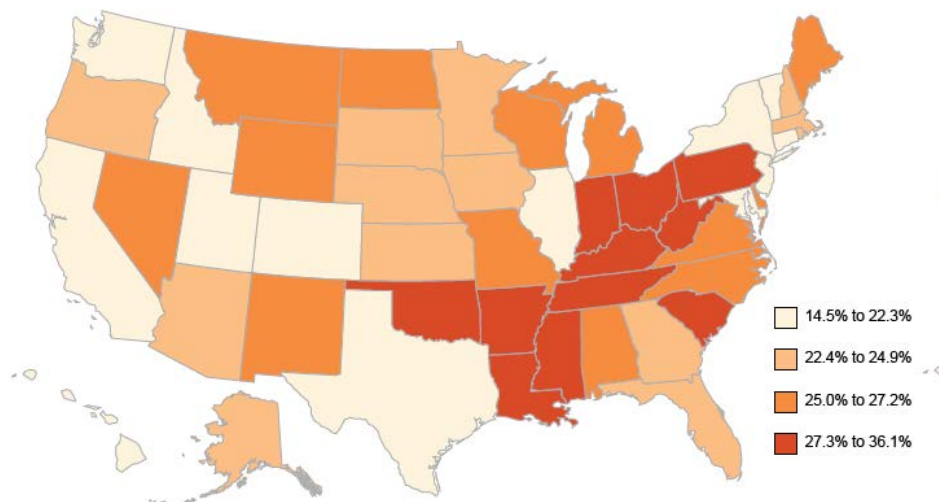 14.5% to 22.3%
22.4% to 24.9%
25.0% to 27.2%
27.3% to 36.1%